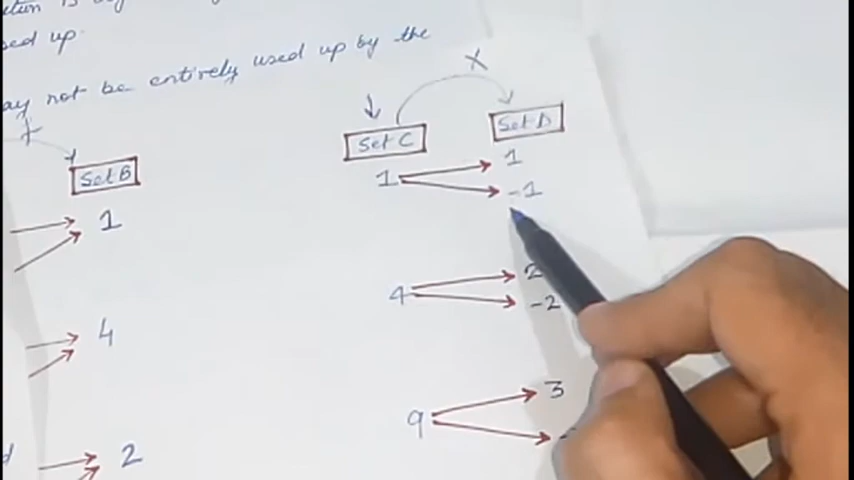 sed up.
ay not be entirely used up by the
x
Set C
Set D
Set B
1
1
-1
1
4
2
-2
4
9
3
2